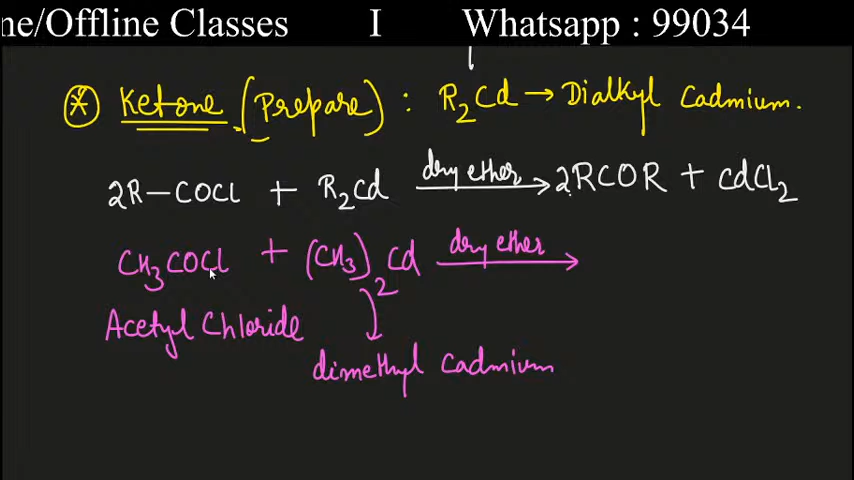 ne/Offline Classes I Whatsapp : 99034
* Ketone (Prepare) : R₂Cd → Dialkyl Cadmium.
2R—COCl + R₂Cd dry ether → 2RCOR + CdCl₂
CH₃COCl + (CH₃)₂Cd dry ether →
Acetyl Chloride
dimethyl Cadmium